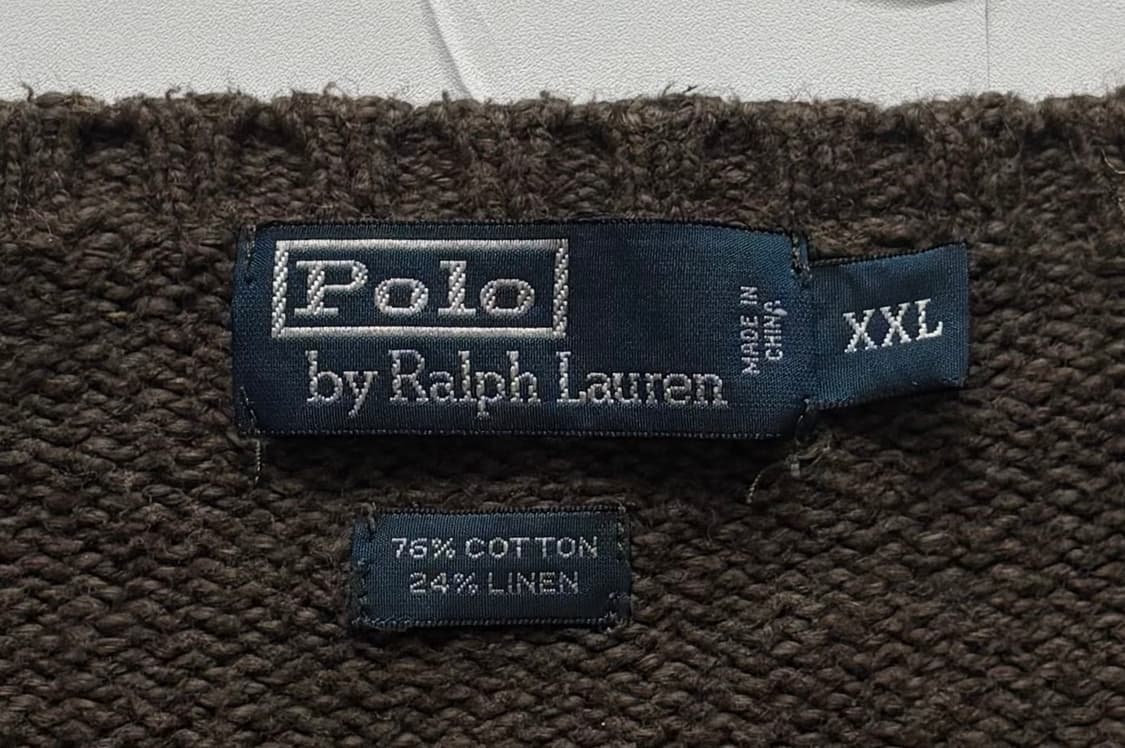 Polo
by Ralph Lauren
MADE IN
CHINA
XXL
76% COTTON
24% LINEN